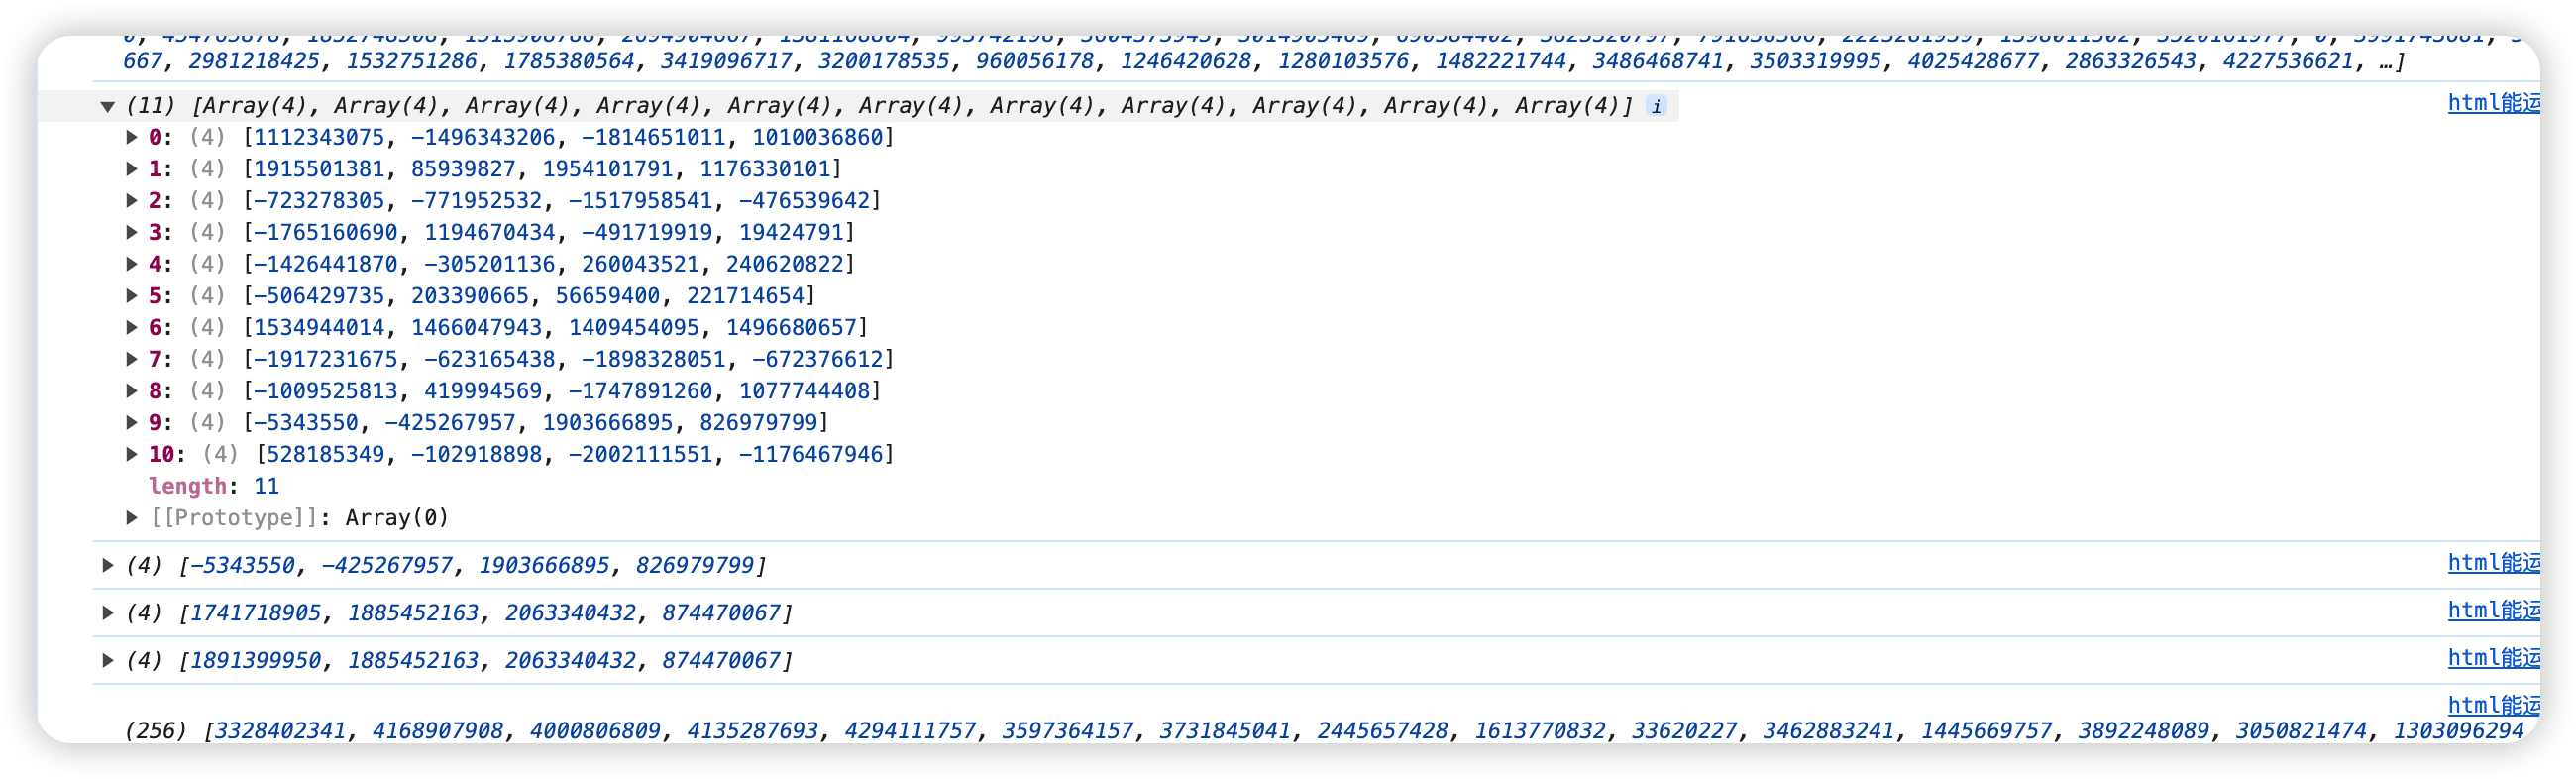 667, 2981218425, 1532751286, 1785380564, 3419096717, 3200178535, 960056178, 1246420628, 1280103576, 1482221744, 3486468741, 3503319995, 4025428677, 2863326543, 4227536621, …]
▼ (11) [Array(4), Array(4), Array(4), Array(4), Array(4), Array(4), Array(4), Array(4), Array(4), Array(4), Array(4)] i html能运
▶ 0: (4) [1112343075, -1496343206, -1814651011, 1010036860]
▶ 1: (4) [1915501381, 85939827, 1954101791, 1176330101]
▶ 2: (4) [-723278305, -771952532, -1517958541, -476539642]
▶ 3: (4) [-1765160690, 1194670434, -491719919, 19424791]
▶ 4: (4) [-1426441870, -305201136, 260043521, 240620822]
▶ 5: (4) [-506429735, 203390665, 56659400, 221714654]
▶ 6: (4) [1534944014, 1466047943, 1409454095, 1496680657]
▶ 7: (4) [-1917231675, -623165438, -1898328051, -672376612]
▶ 8: (4) [-1009525813, 419994569, -1747891260, 1077744408]
▶ 9: (4) [-5343550, -425267957, 1903666895, 826979799]
▶ 10: (4) [528185349, -102918898, -2002111551, -1176467946]
length: 11
▶ [[Prototype]]: Array(0)
▶ (4) [-5343550, -425267957, 1903666895, 826979799] html能运
▶ (4) [1741718905, 1885452163, 2063340432, 874470067] html能运
▶ (4) [1891399950, 1885452163, 2063340432, 874470067] html能运
html能运
(256) [3328402341, 4168907908, 4000806809, 4135287693, 4294111757, 3597364157, 3731845041, 2445657428, 1613770832, 33620227, 3462883241, 1445669757, 3892248089, 3050821474, 1303096294